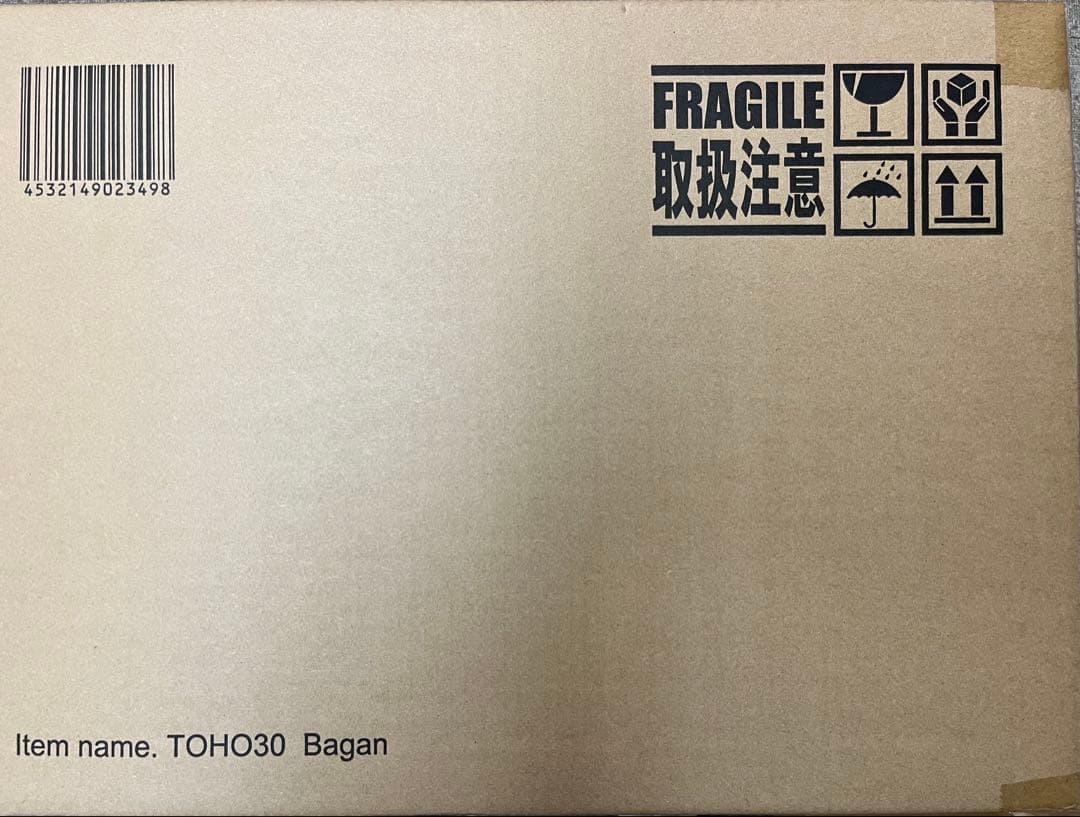 4532149023498
FRAGILE
取扱注意
Item name. TOHO30 Bagan